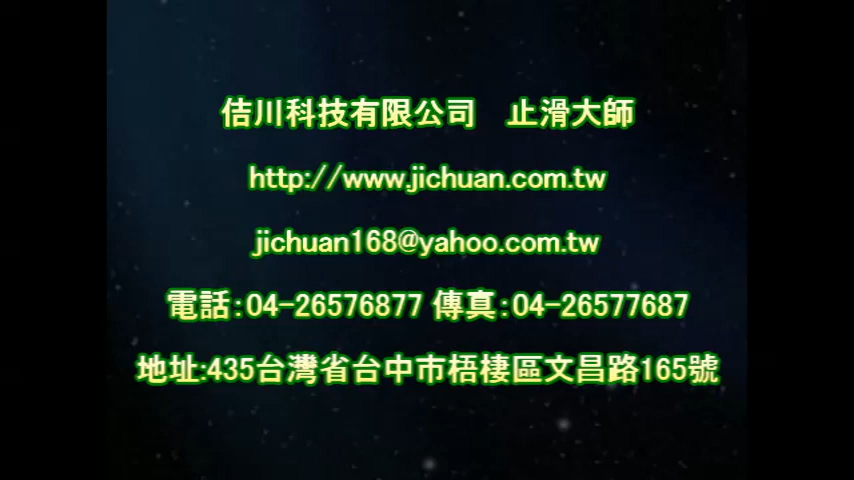 佶川科技有限公司　止滑大師
http://www.jichuan.com.tw
jichuan168@yahoo.com.tw
電話:04-26576877 傳真:04-26577687
地址:435台灣省台中市梧棲區文昌路165號